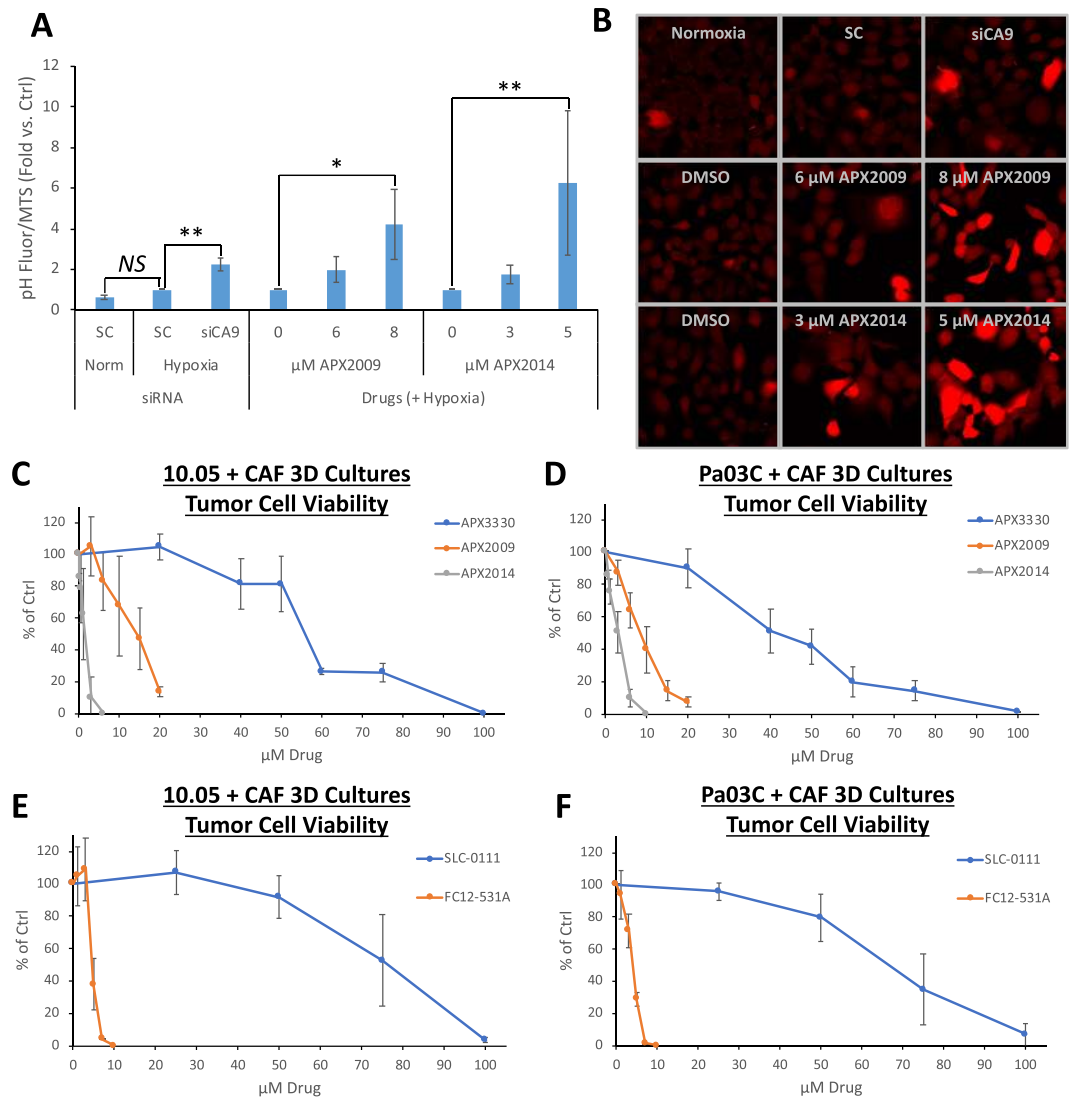 A
pH Fluor/MTS (Fold vs. Ctrl)
12
10
8
6
4
2
0
NS
**
*
**
SC SC siCA9 0 6 8 0 3 5
Norm Hypoxia µM APX2009 µM APX2014
siRNA Drugs (+ Hypoxia)
B
Normoxia SC siCA9
DMSO 6 µM APX2009 8 µM APX2009
DMSO 3 µM APX2014 5 µM APX2014
C
10.05 + CAF 3D Cultures
Tumor Cell Viability
% of Ctrl
120
100
80
60
40
20
0
APX3330
APX2009
APX2014
0 10 20 30 40 50 60 70 80 90 100
µM Drug
D
Pa03C + CAF 3D Cultures
Tumor Cell Viability
% of Ctrl
120
100
80
60
40
20
0
APX3330
APX2009
APX2014
0 10 20 30 40 50 60 70 80 90 100
µM Drug
E
10.05 + CAF 3D Cultures
Tumor Cell Viability
% of Ctrl
120
100
80
60
40
20
0
SLC-0111
FC12-531A
0 10 20 30 40 50 60 70 80 90 100
µM Drug
F
Pa03C + CAF 3D Cultures
Tumor Cell Viability
% of Ctrl
120
100
80
60
40
20
0
SLC-0111
FC12-531A
0 10 20 30 40 50 60 70 80 90 100
µM Drug